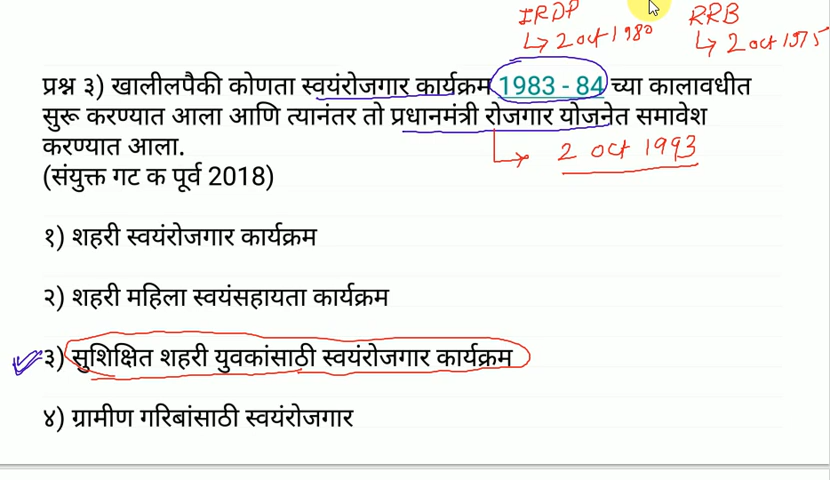 IRDP RRB
↳ 2 oct 1980 ↳ 2 oct 1975
प्रश्न ३) खालीलपैकी कोणता स्वयंरोजगार कार्यक्रम 1983 - 84 च्या कालावधीत
सुरू करण्यात आला आणि त्यानंतर तो प्रधानमंत्री रोजगार योजनेत समावेश
करण्यात आला.
↳ 2 oct 1993
(संयुक्त गट क पूर्व 2018)
१) शहरी स्वयंरोजगार कार्यक्रम
२) शहरी महिला स्वयंसहायता कार्यक्रम
३) सुशिक्षित शहरी युवकांसाठी स्वयंरोजगार कार्यक्रम
४) ग्रामीण गरिबांसाठी स्वयंरोजगार